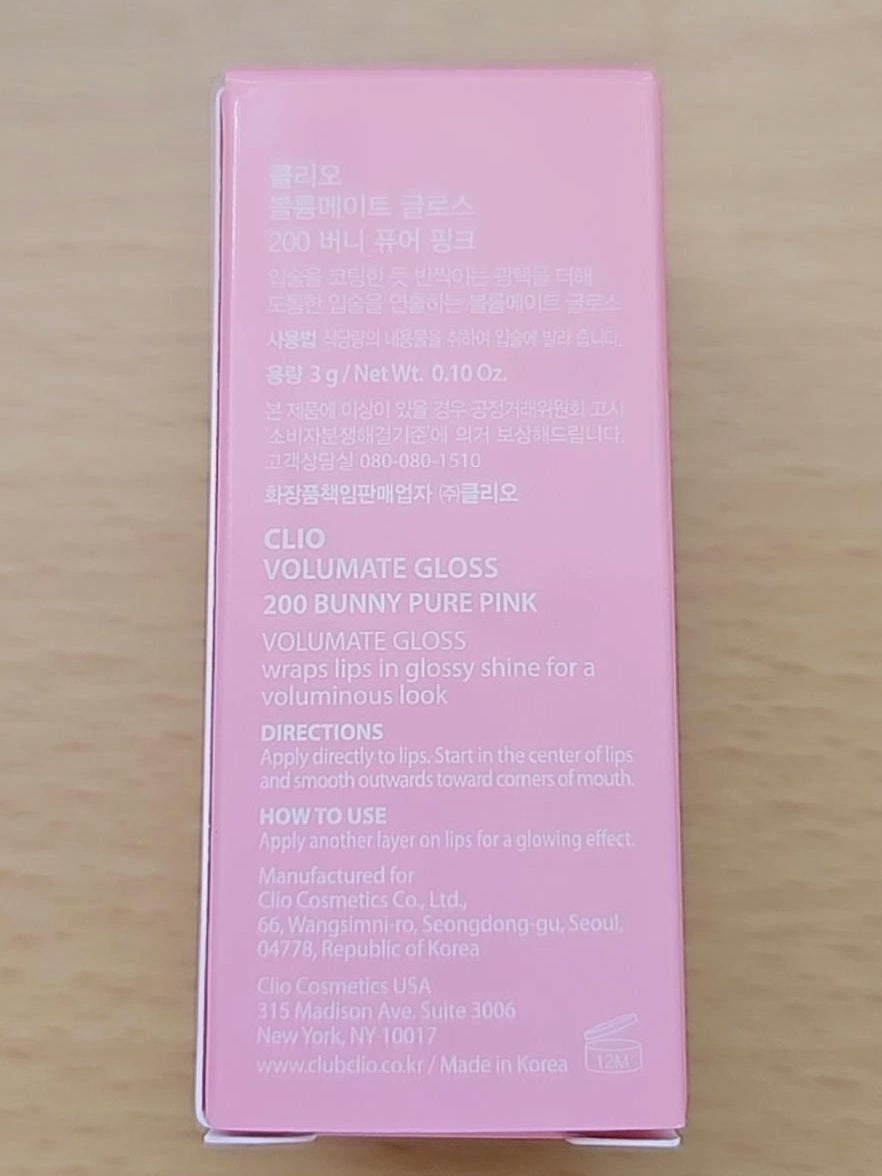 클리오
볼륨메이트 글로스
200 버니 퓨어 핑크
입술을 코팅한 듯 반짝이는 광택을 더해
도톰한 입술을 연출하는 볼륨메이트 글로스
사용법 적당량의 내용물을 취하여 입술에 발라 줍니다.
용량 3 g / Net Wt. 0.10 Oz.
본 제품에 이상이 있을 경우 공정거래위원회 고시
'소비자분쟁해결기준'에 의거 보상해드립니다.
고객상담실 080-080-1510
화장품책임판매업자 ㈜클리오
CLIO
VOLUMATE GLOSS
200 BUNNY PURE PINK
VOLUMATE GLOSS
wraps lips in glossy shine for a
voluminous look
DIRECTIONS
Apply directly to lips. Start in the center of lips
and smooth outwards toward corners of mouth.
HOW TO USE
Apply another layer on lips for a glowing effect.
Manufactured for
Clio Cosmetics Co., Ltd.,
66, Wangsimni-ro, Seongdong-gu, Seoul,
04778, Republic of Korea
Clio Cosmetics USA
315 Madison Ave. Suite 3006
New York, NY 10017
www.clubclio.co.kr / Made in Korea
12M